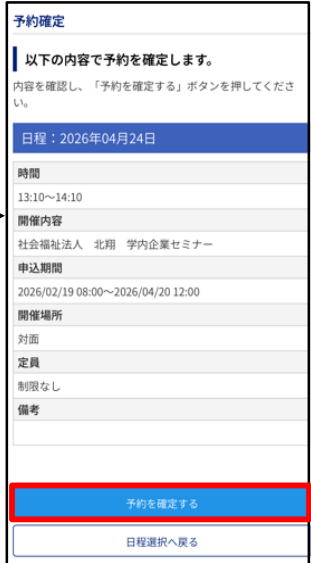 予約確定
以下の内容で予約を確定します。
内容を確認し、「予約を確定する」ボタンを押してくださ
い。
日程：2026年04月24日
時間
13:10～14:10
開催内容
社会福祉法人　北翔　学内企業セミナー
申込期間
2026/02/19 08:00～2026/04/20 12:00
開催場所
対面
定員
制限なし
備考
予約を確定する
日程選択へ戻る